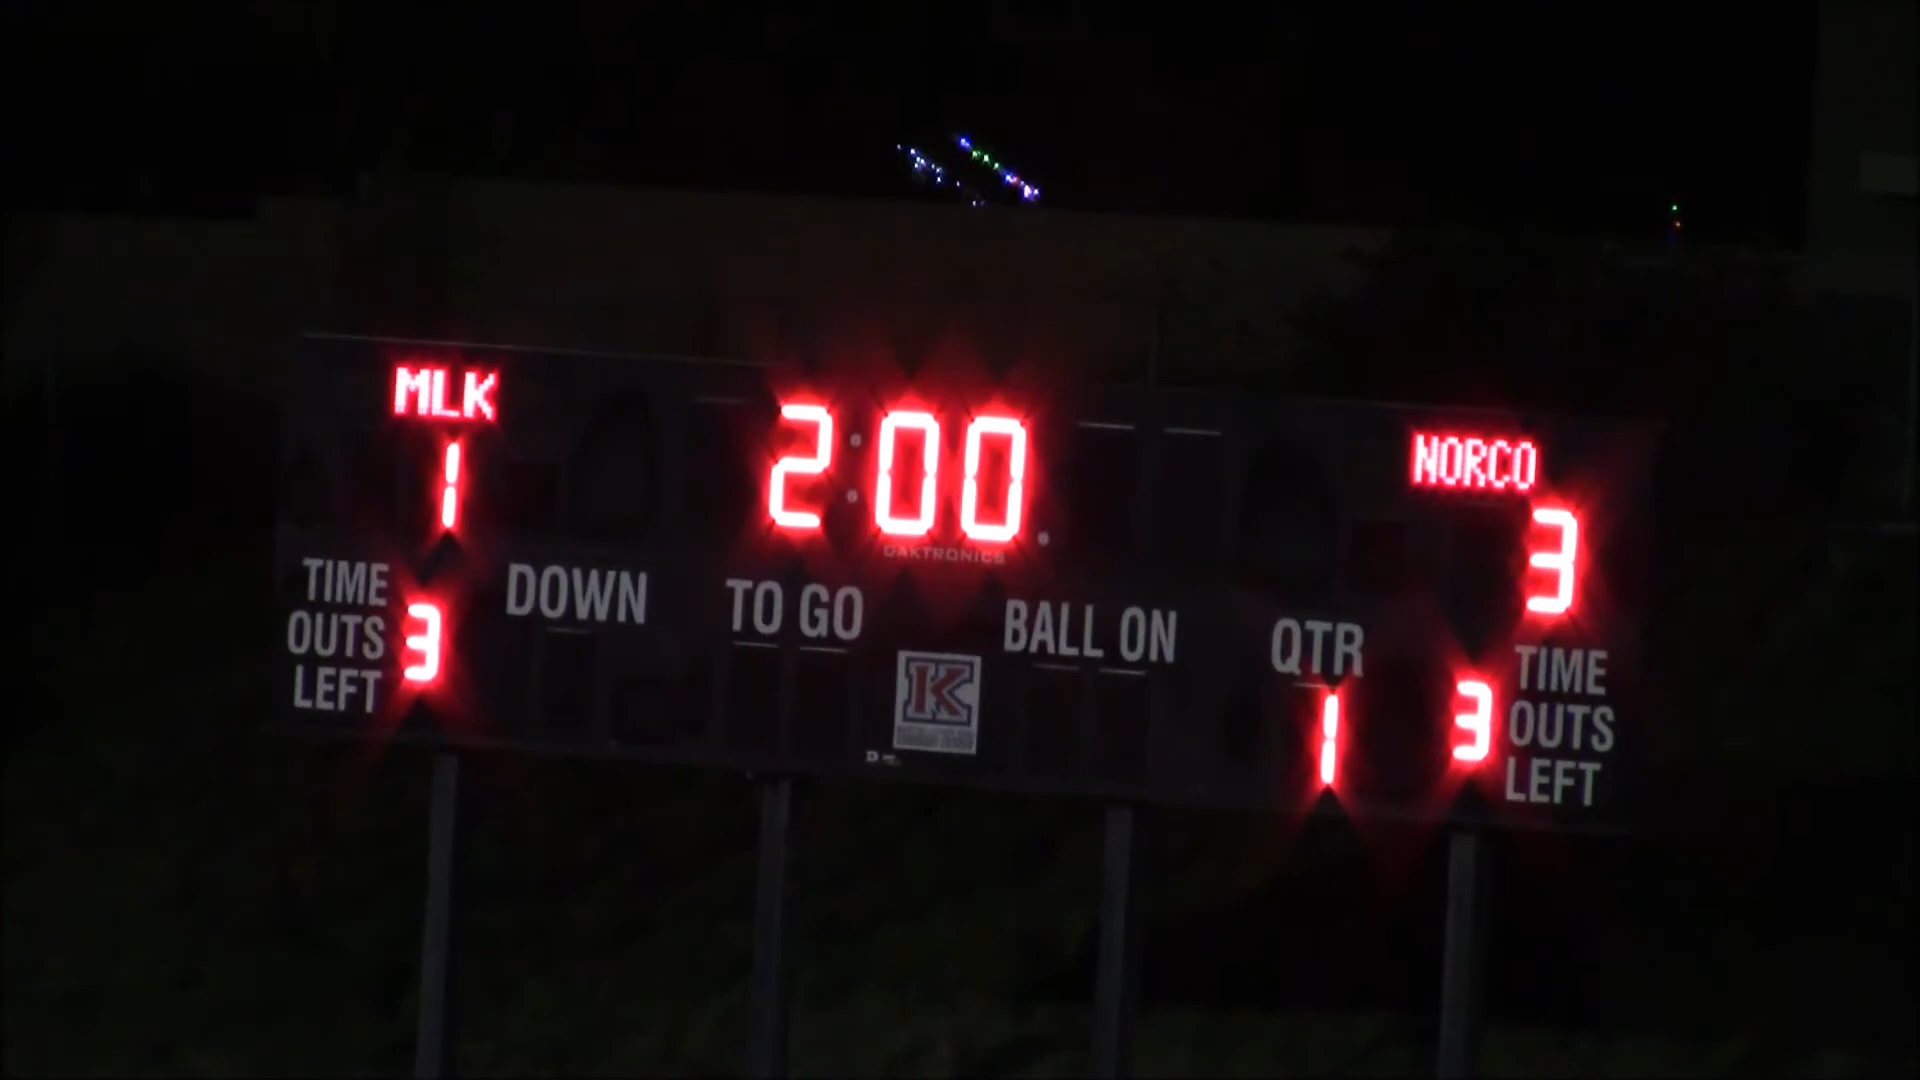 MLK
2:00
NORCO
1
3
DAKTRONICS
TIME OUTS LEFT
3
DOWN
TO GO
BALL ON
QTR
1
3
TIME OUTS LEFT
K